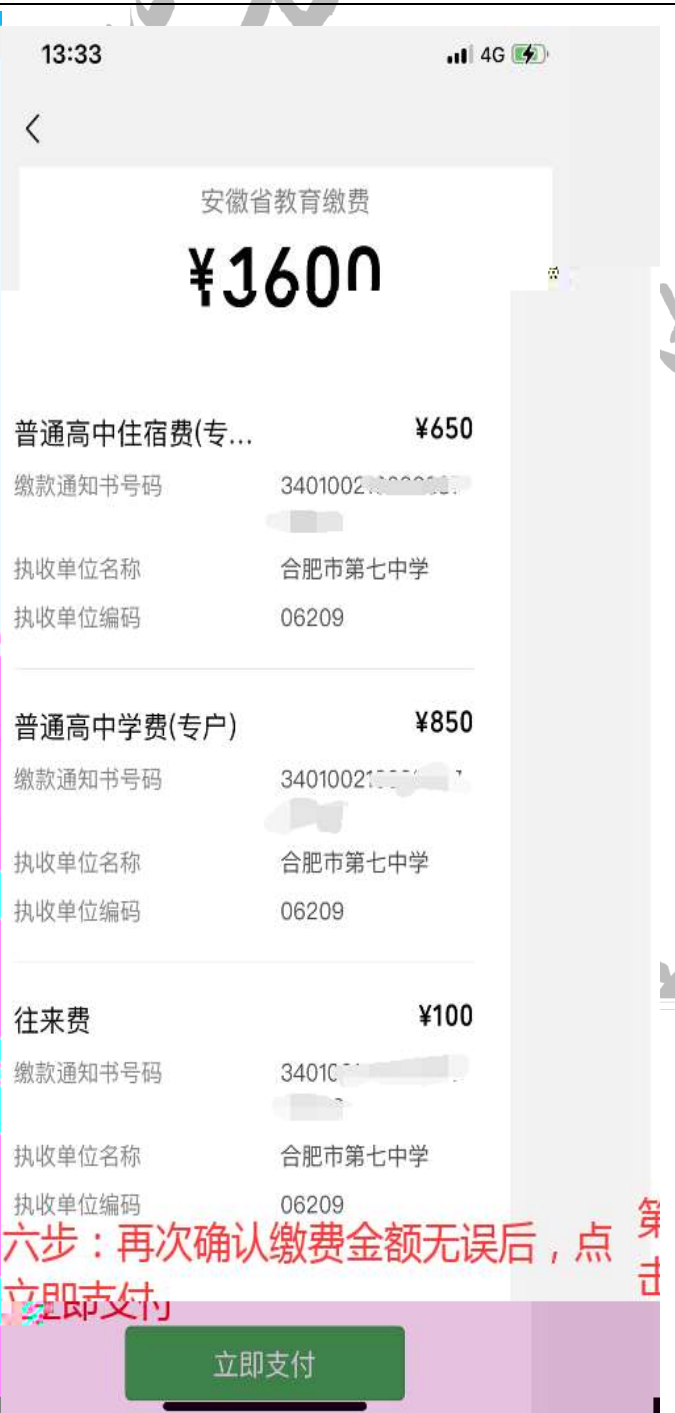 13:33
4G
安徽省教育缴费
¥1600
普通高中住宿费(专... ¥650
缴款通知书号码 3401002
执收单位名称 合肥市第七中学
执收单位编码 06209
普通高中学费(专户) ¥850
缴款通知书号码 34010021
执收单位名称 合肥市第七中学
执收单位编码 06209
往来费 ¥100
缴款通知书号码 3401
执收单位名称 合肥市第七中学
执收单位编码 06209
第
六步：再次确认缴费金额无误后，点
击
立即支付
立即支付